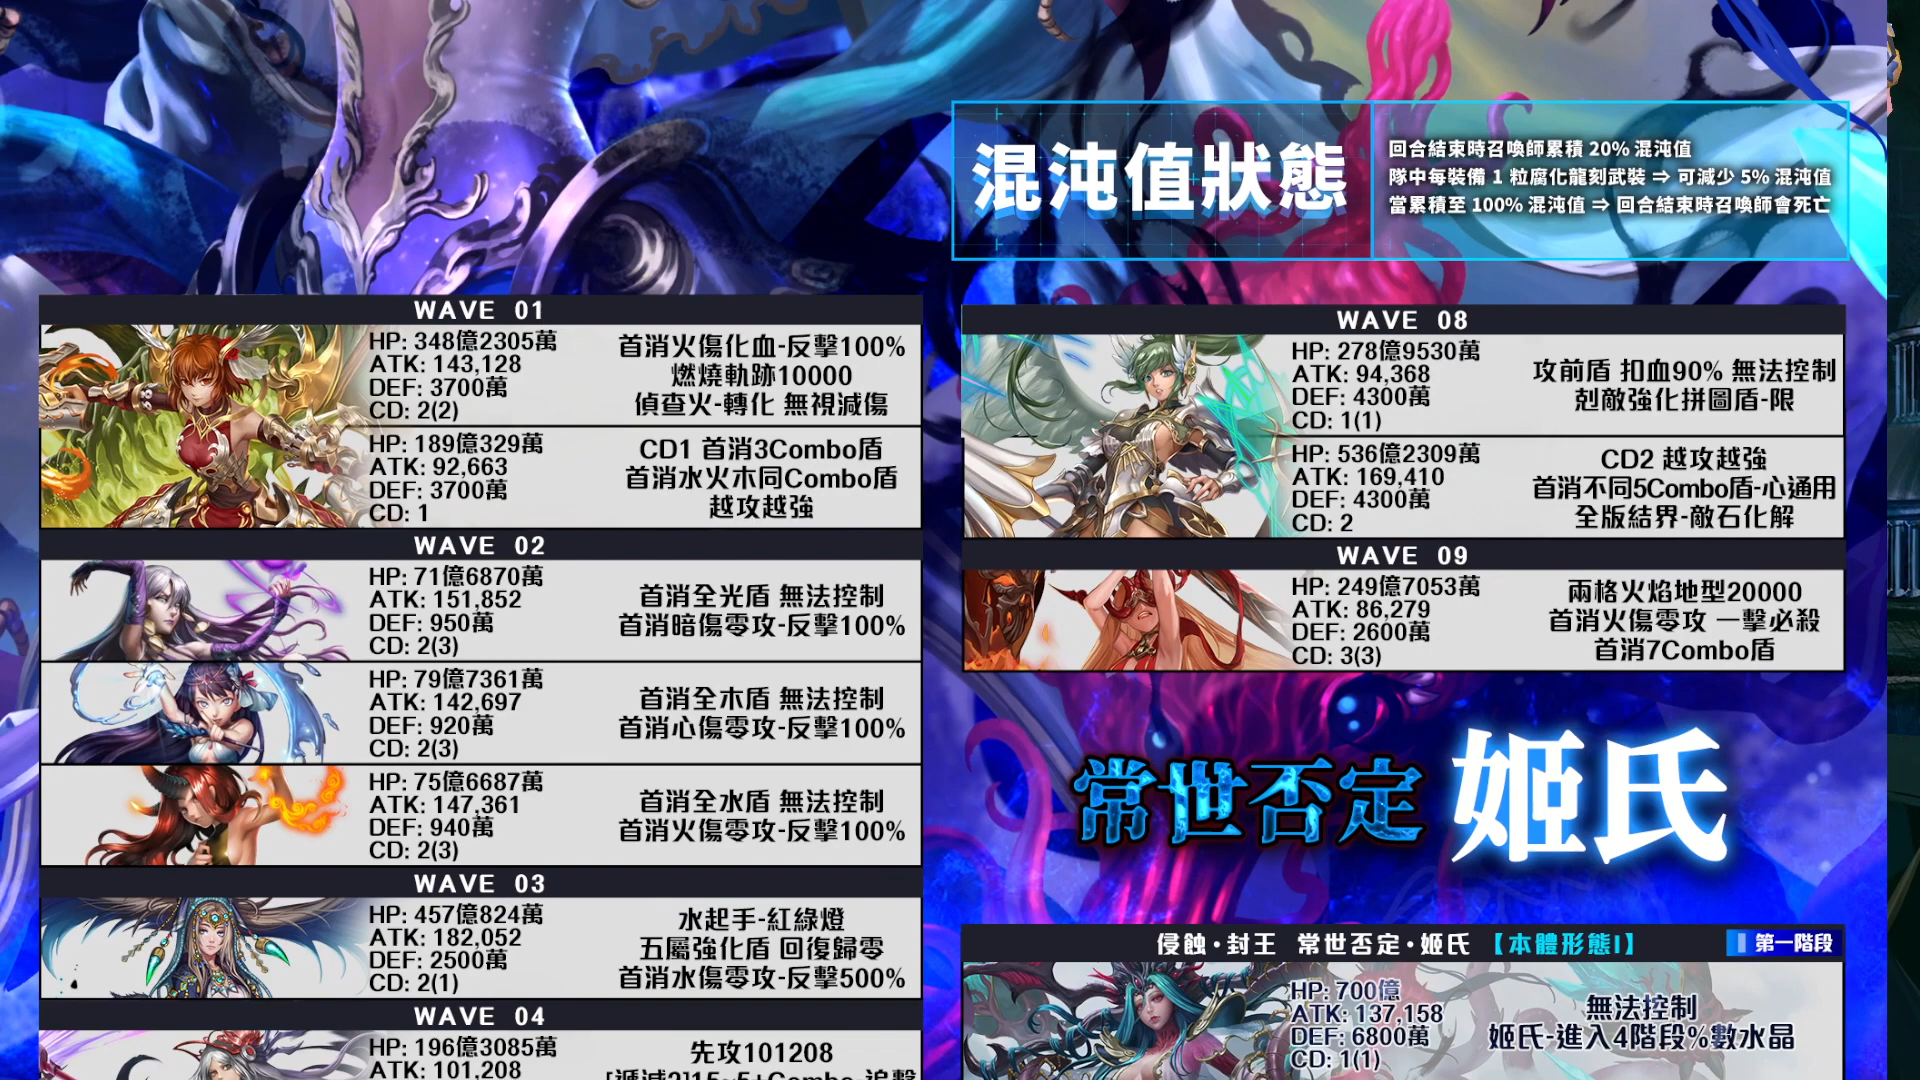 混沌值狀態
回合結束時召喚師累積 20% 混沌值
隊中每裝備 1 粒腐化龍刻武裝 ⇒ 可減少 5% 混沌值
當累積至 100% 混沌值 ⇒ 回合結束時召喚師會死亡
WAVE 01
HP: 348億2305萬
ATK: 143,128
DEF: 3700萬
CD: 2(2)
首消火傷化血-反擊100%
燃燒軌跡10000
偵查火-轉化 無視減傷
HP: 189億329萬
ATK: 92,663
DEF: 3700萬
CD: 1
CD1 首消3Combo盾
首消水火木同Combo盾
越攻越強
WAVE 02
HP: 71億6870萬
ATK: 151,852
DEF: 950萬
CD: 2(3)
首消全光盾 無法控制
首消暗傷零攻-反擊100%
HP: 79億7361萬
ATK: 142,697
DEF: 920萬
CD: 2(3)
首消全木盾 無法控制
首消心傷零攻-反擊100%
HP: 75億6687萬
ATK: 147,361
DEF: 940萬
CD: 2(3)
首消全水盾 無法控制
首消火傷零攻-反擊100%
WAVE 03
HP: 457億824萬
ATK: 182,052
DEF: 2500萬
CD: 2(1)
水起手-紅綠燈
五屬強化盾 回復歸零
首消水傷零攻-反擊500%
WAVE 04
HP: 196億3085萬
ATK: 101,208
先攻101208
[遞減2]15~5+Combo-追擊
WAVE 08
HP: 278億9530萬
ATK: 94,368
DEF: 4300萬
CD: 1(1)
攻前盾 扣血90% 無法控制
剋敵強化拼圖盾-限
HP: 536億2309萬
ATK: 169,410
DEF: 4300萬
CD: 2
CD2 越攻越強
首消不同5Combo盾-心通用
全版結界-敵石化解
WAVE 09
HP: 249億7053萬
ATK: 86,279
DEF: 2600萬
CD: 3(3)
兩格火焰地型20000
首消火傷零攻 一擊必殺
首消7Combo盾
常世否定 姬氏
侵蝕·封王 常世否定·姬氏【本體形態I】 第一階段
HP: 700億
ATK: 137,158
DEF: 6800萬
CD: 1(1)
無法控制
姬氏-進入4階段%數水晶